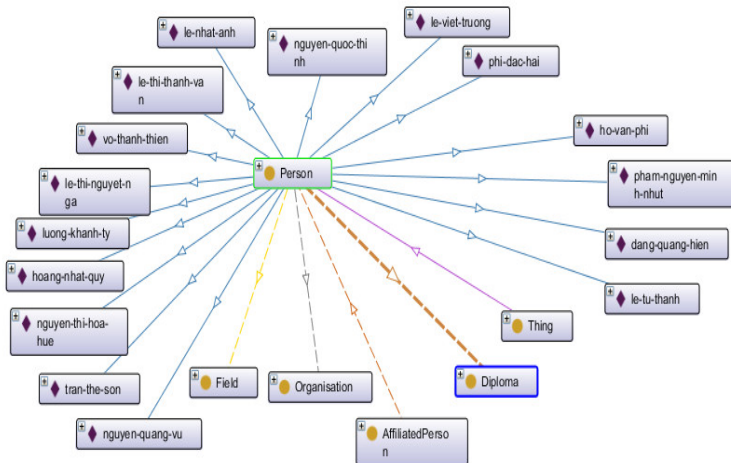 le-viet-truong
le-nhat-anh
nguyen-quoc-thi
nh
phi-dac-hai
le-thi-thanh-va
n
vo-thanh-thien
ho-van-phi
Person
le-thi-nguyet-n
ga
pham-nguyen-min
h-nhut
luong-khanh-ty
dang-quang-hien
hoang-nhat-quy
le-tu-thanh
nguyen-thi-hoa-
hue
Thing
tran-the-son
Field
Organisation
Diploma
nguyen-quang-vu
AffiliatedPerso
n